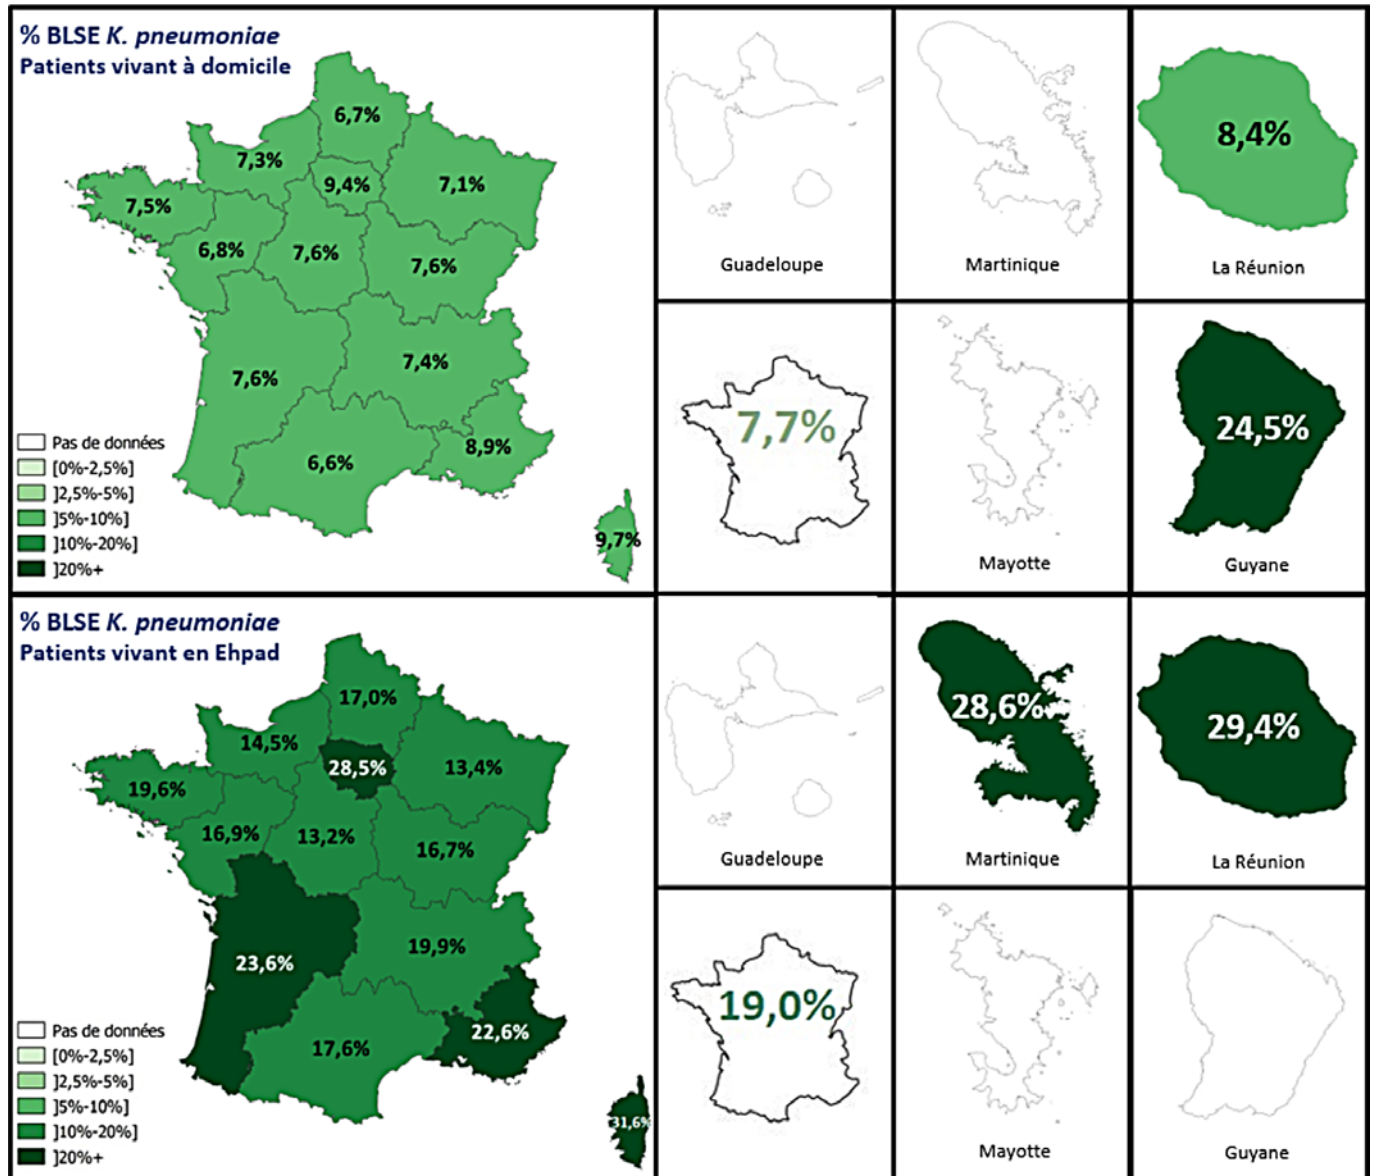 % BLSE K. pneumoniae
Patients vivant à domicile
6,7%
7,3%
9,4%
7,1%
7,5%
6,8%
7,6%
7,6%
7,6%
7,4%
6,6%
8,9%
9,7%
Pas de données
[0%-2,5%]
]2,5%-5%]
]5%-10%]
]10%-20%]
]20%+
Guadeloupe
Martinique
8,4%
La Réunion
7,7%
Mayotte
24,5%
Guyane
% BLSE K. pneumoniae
Patients vivant en Ehpad
17,0%
14,5%
28,5%
13,4%
19,6%
16,9%
13,2%
16,7%
23,6%
19,9%
17,6%
22,6%
31,6%
Pas de données
[0%-2,5%]
]2,5%-5%]
]5%-10%]
]10%-20%]
]20%+
Guadeloupe
28,6%
Martinique
29,4%
La Réunion
19,0%
Mayotte
Guyane